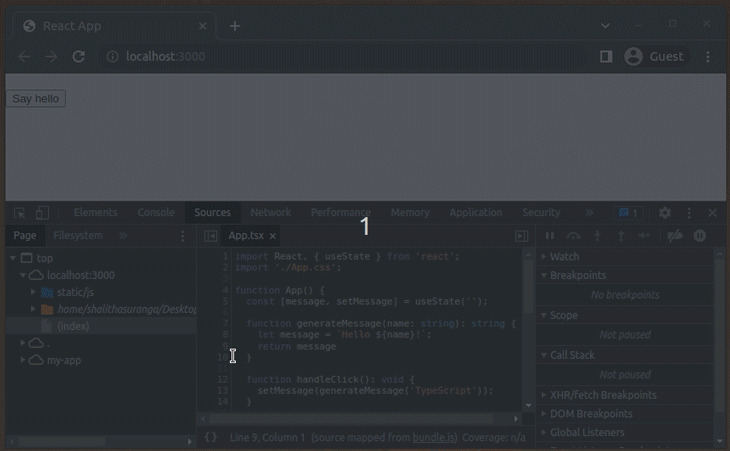 React App
localhost:3000
Guest
Say hello
Elements Console Sources Network Performance Memory Application Security » 1
1
Page Filesystem »
App.tsx
top
localhost:3000
static/js
home/shalithasuranga/Desktop
(index)
.
my-app
1 import React, { useState } from 'react';
2 import './App.css';
3
4 function App() {
5 const [message, setMessage] = useState('');
6
7 function generateMessage(name: string): string {
8 let message = `Hello ${name}!`;
9 return message
10 }
11
12 function handleClick(): void {
13 setMessage(generateMessage('TypeScript'));
14 }
{} Line 9, Column 1 (source mapped from bundle.js) Coverage: n/a
Watch
Breakpoints
No breakpoints
Scope
Not paused
Call Stack
Not paused
XHR/fetch Breakpoints
DOM Breakpoints
Global Listeners